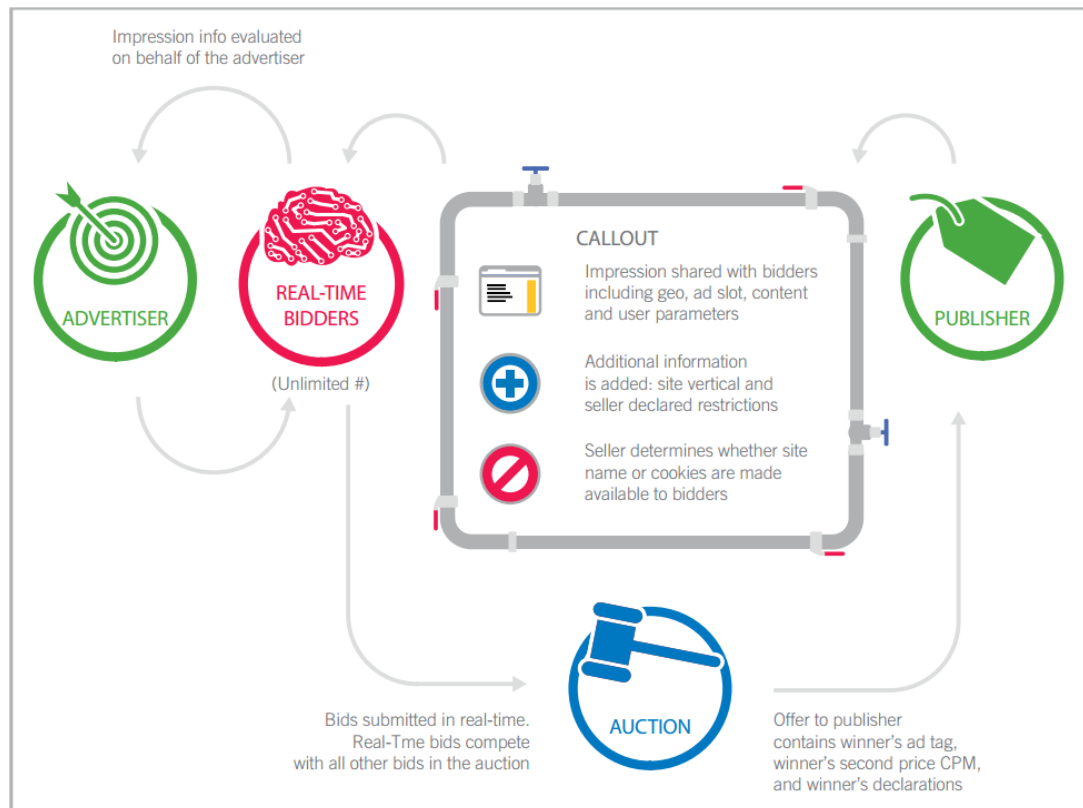 Impression info evaluated
on behalf of the advertiser
ADVERTISER
REAL-TIME
BIDDERS
(Unlimited #)
CALLOUT
Impression shared with bidders
including geo, ad slot, content
and user parameters
Additional information
is added: site vertical and
seller declared restrictions
Seller determines whether site
name or cookies are made
available to bidders
PUBLISHER
Bids submitted in real-time.
Real-Tme bids compete
with all other bids in the auction
AUCTION
Offer to publisher
contains winner's ad tag,
winner's second price CPM,
and winner's declarations